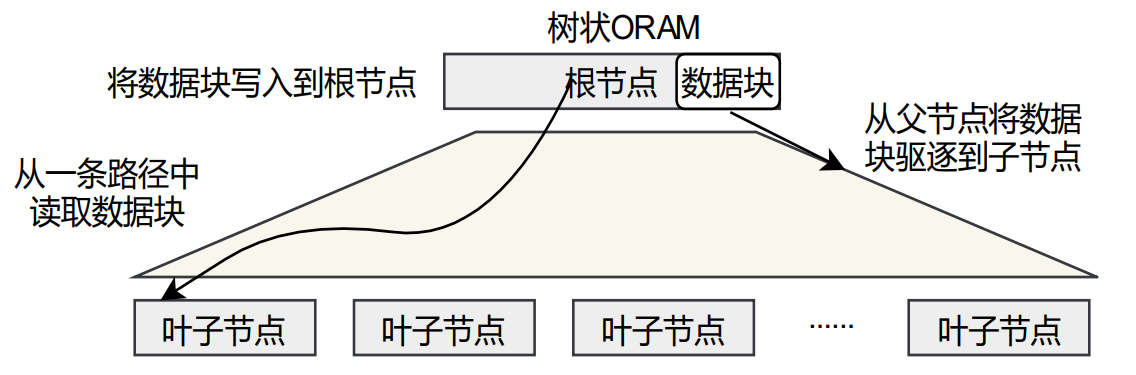 树状ORAM
将数据块写入到根节点
根节点
数据块
从父节点将数据
块驱逐到子节点
从一条路径中
读取数据块
叶子节点
叶子节点
叶子节点
······
叶子节点